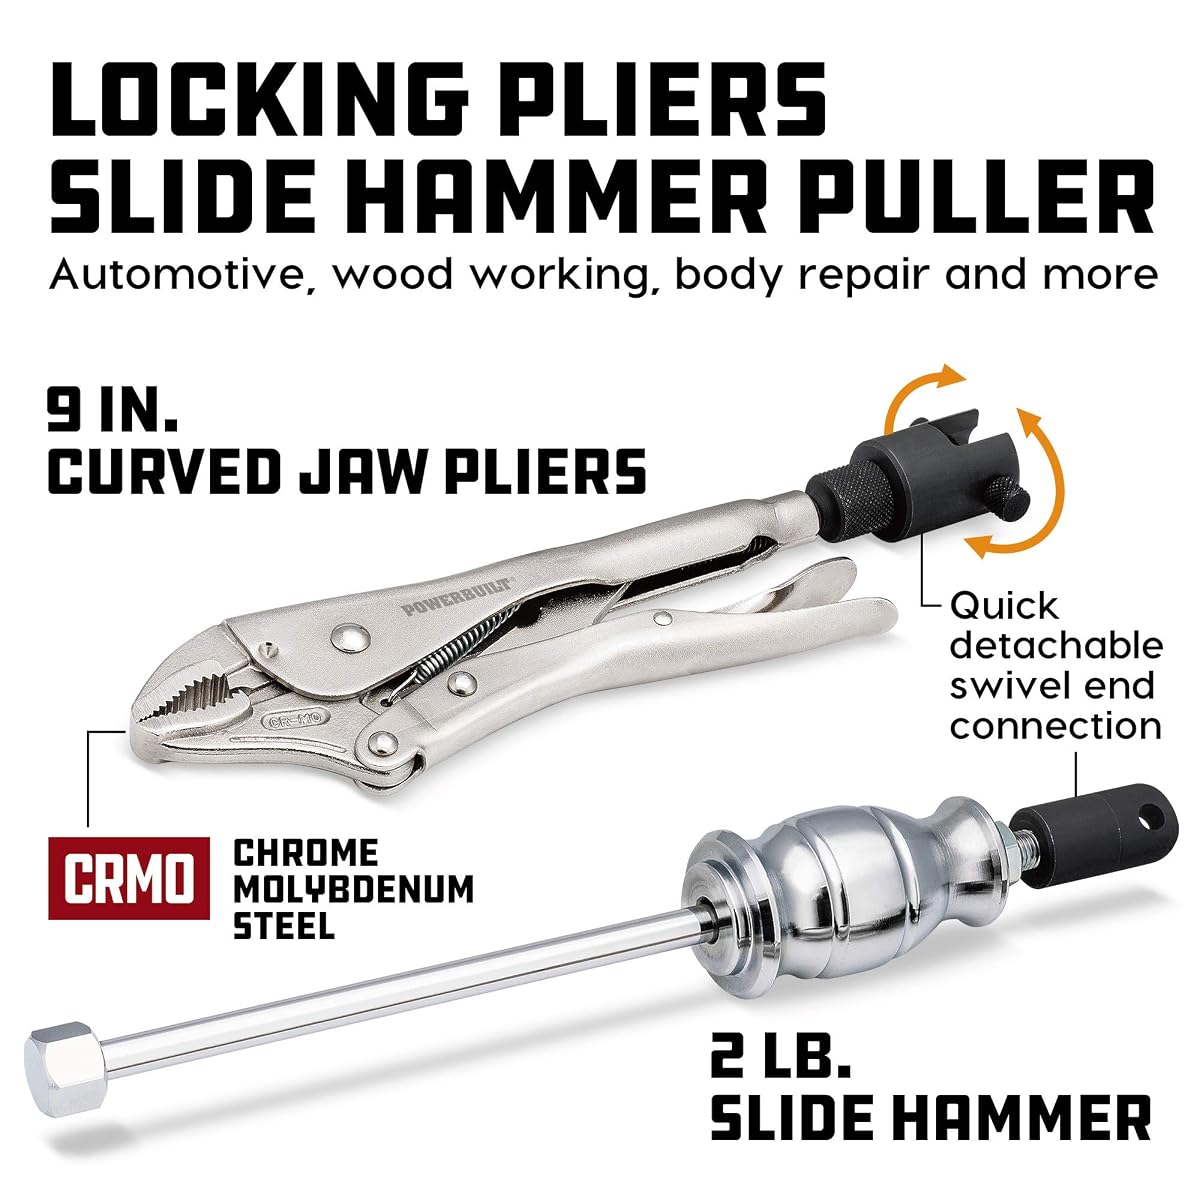 LOCKING PLIERS
SLIDE HAMMER PULLER
Automotive, wood working, body repair and more
9 IN.
CURVED JAW PLIERS
POWERBUILT®
CR-MO
Quick
detachable
swivel end
connection
CRMO
CHROME
MOLYBDENUM
STEEL
2 LB.
SLIDE HAMMER